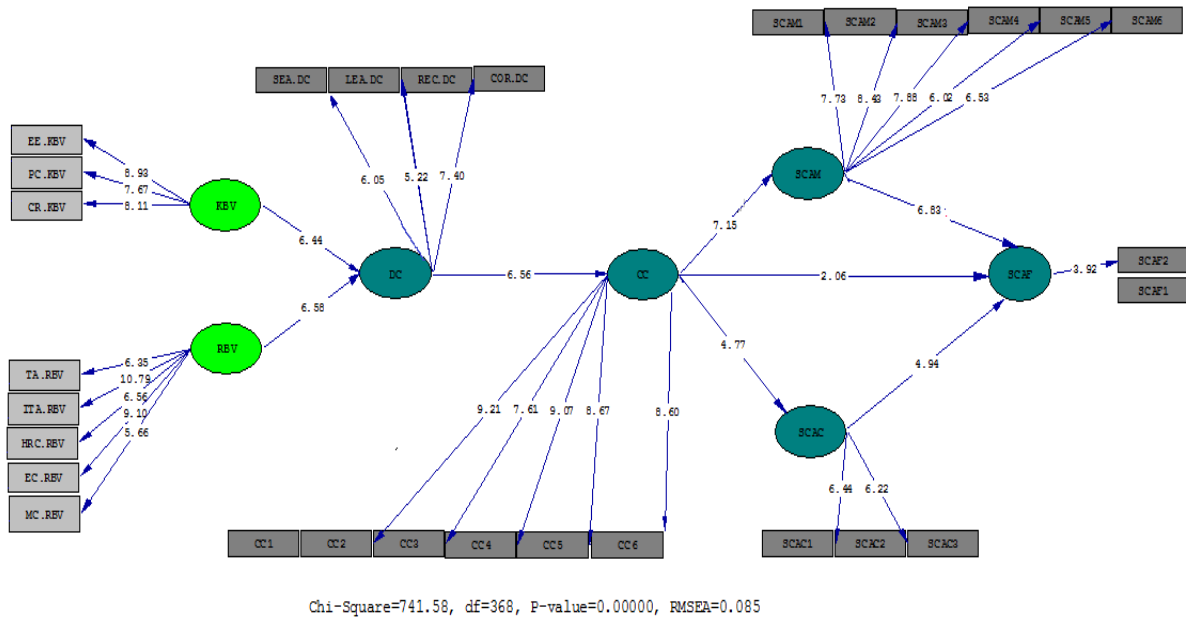 SCAM1 SCAM2 SCAM3 SCAM4 SCAM5 SCAM6
SEA.DC LEA.DC REC.DC COR.DC
7.73 8.43 7.88 6.02 6.53
EE.KBV
PC.KBV
CR.KBV
8.93
7.67
8.11
KBV
6.05 5.22 7.40
SCAM
6.44
7.15
6.83
DC
6.56
CC
2.06
SCAF
3.92
SCAF2
SCAF1
6.58
RBV
4.77
4.94
TA.RBV
ITA.RBV
HRC.RBV
EC.RBV
MC.RBV
6.35
10.79
6.56
9.10
5.66
9.21 7.61 9.07 8.67 8.60
SCAC
6.44 6.22
CC1 CC2 CC3 CC4 CC5 CC6
SCAC1 SCAC2 SCAC3
Chi-Square=741.58, df=368, P-value=0.00000, RMSEA=0.085